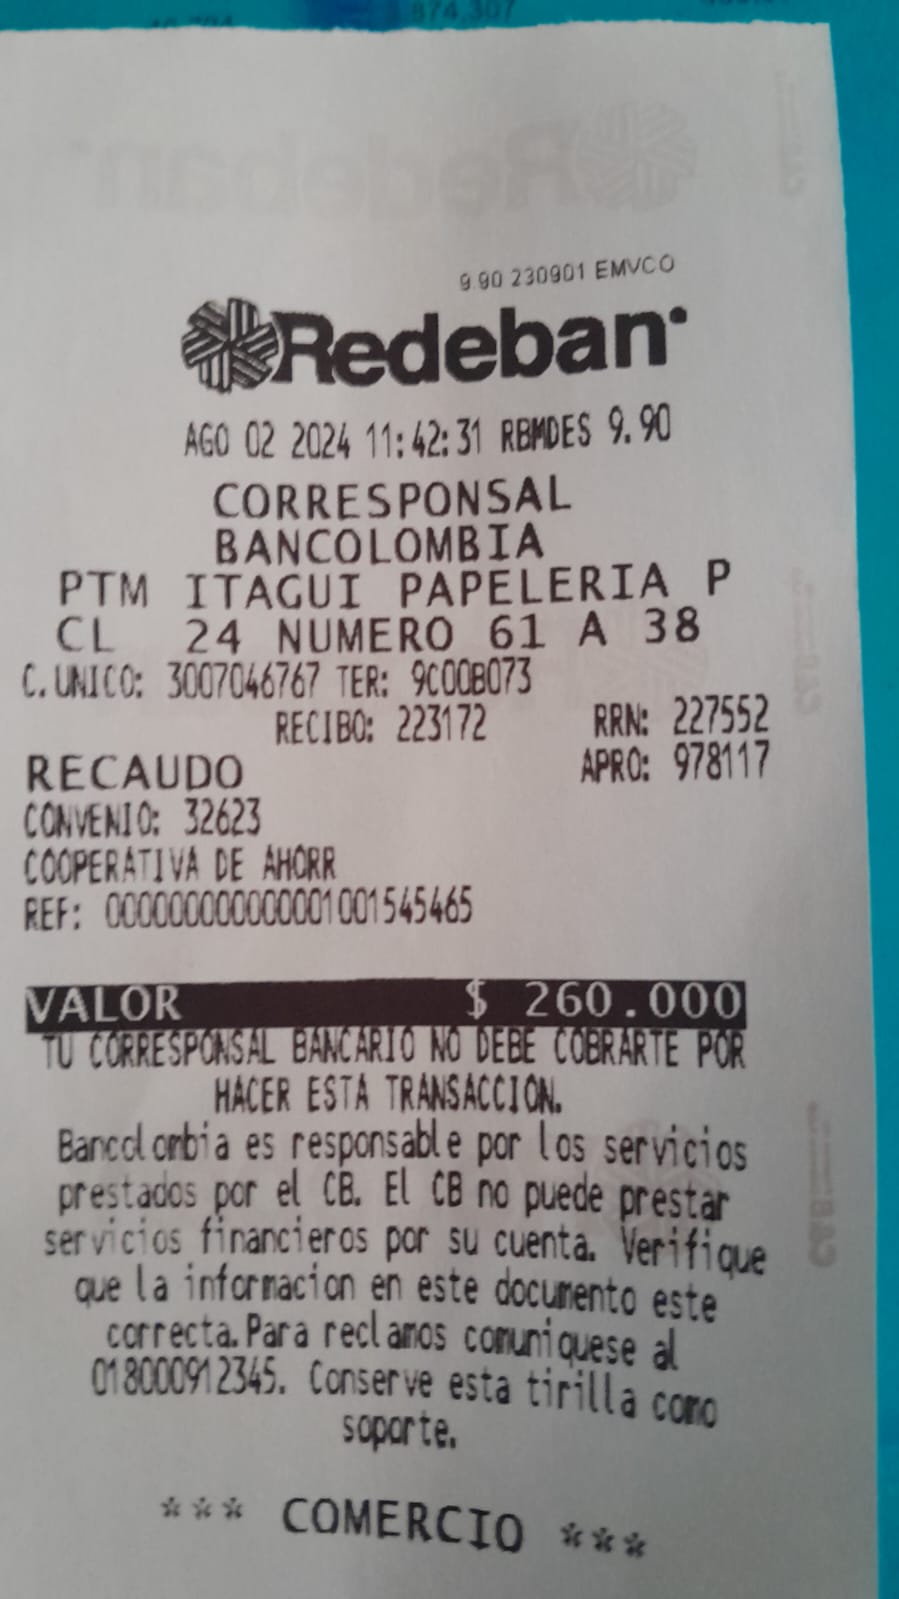 9.90 230901 EMVCO
Redeban
AGO 02 2024 11:42:31 RBMDES 9.90
CORRESPONSAL
BANCOLOMBIA
PTM ITAGUI PAPELERIA P
CL 24 NUMERO 61 A 38
C.UNICO: 3007046767 TER: 9C00B073
RECIBO: 223172 RRN: 227552
RECAUDO APRO: 978117
CONVENIO: 32623
COOPERATIVA DE AHORR
REF: 00000000000001001545465
VALOR $ 260.000
TU CORRESPONSAL BANCARIO NO DEBE COBRARTE POR
HACER ESTA TRANSACCION.
Bancolombia es responsable por los servicios
prestados por el CB. El CB no puede prestar
servicios financieros por su cuenta. Verifique
que la informacion en este documento este
correcta.Para reclamos comuniquese al
018000912345. Conserve esta tirilla como
soporte.
*** COMERCIO ***